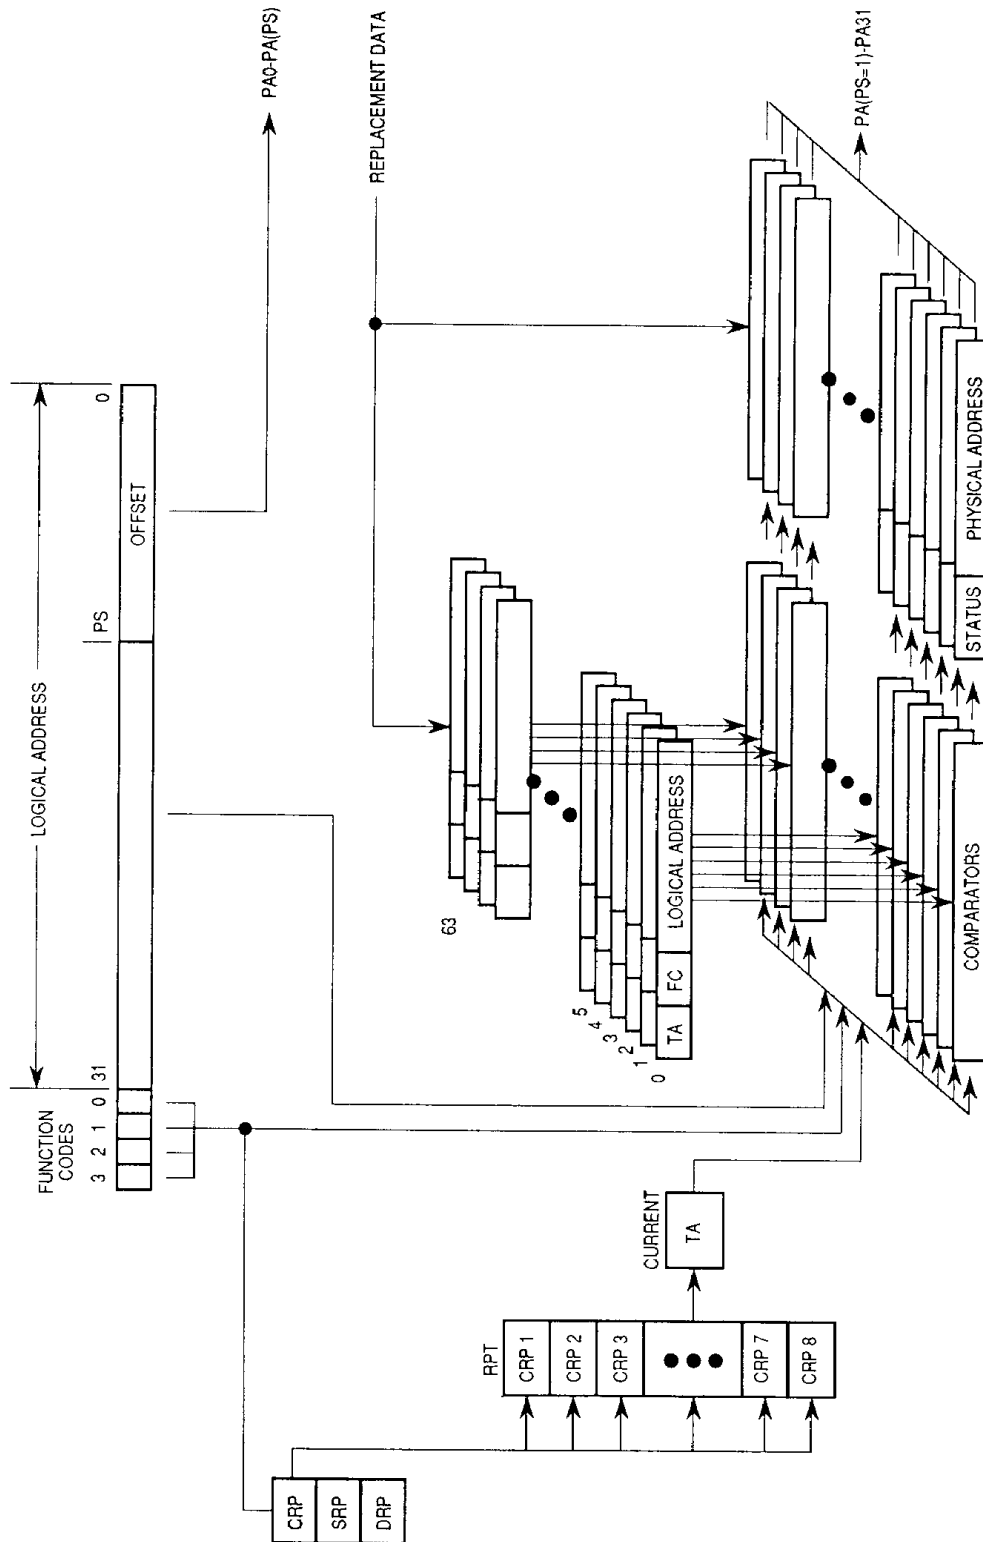 LOGICAL ADDRESS
FUNCTION
CODES
3 2 1 0
31
PS
0
OFFSET
PA0-PA(PS)
REPLACEMENT DATA
63
5
4
3
2
1
0
TA
FC
LOGICAL ADDRESS
CRP
SRP
DRP
RPT
CRP 1
CRP 2
CRP 3
CRP 7
CRP 8
CURRENT
TA
COMPARATORS
STATUS
PHYSICAL ADDRESS
PA(PS=1)-PA31